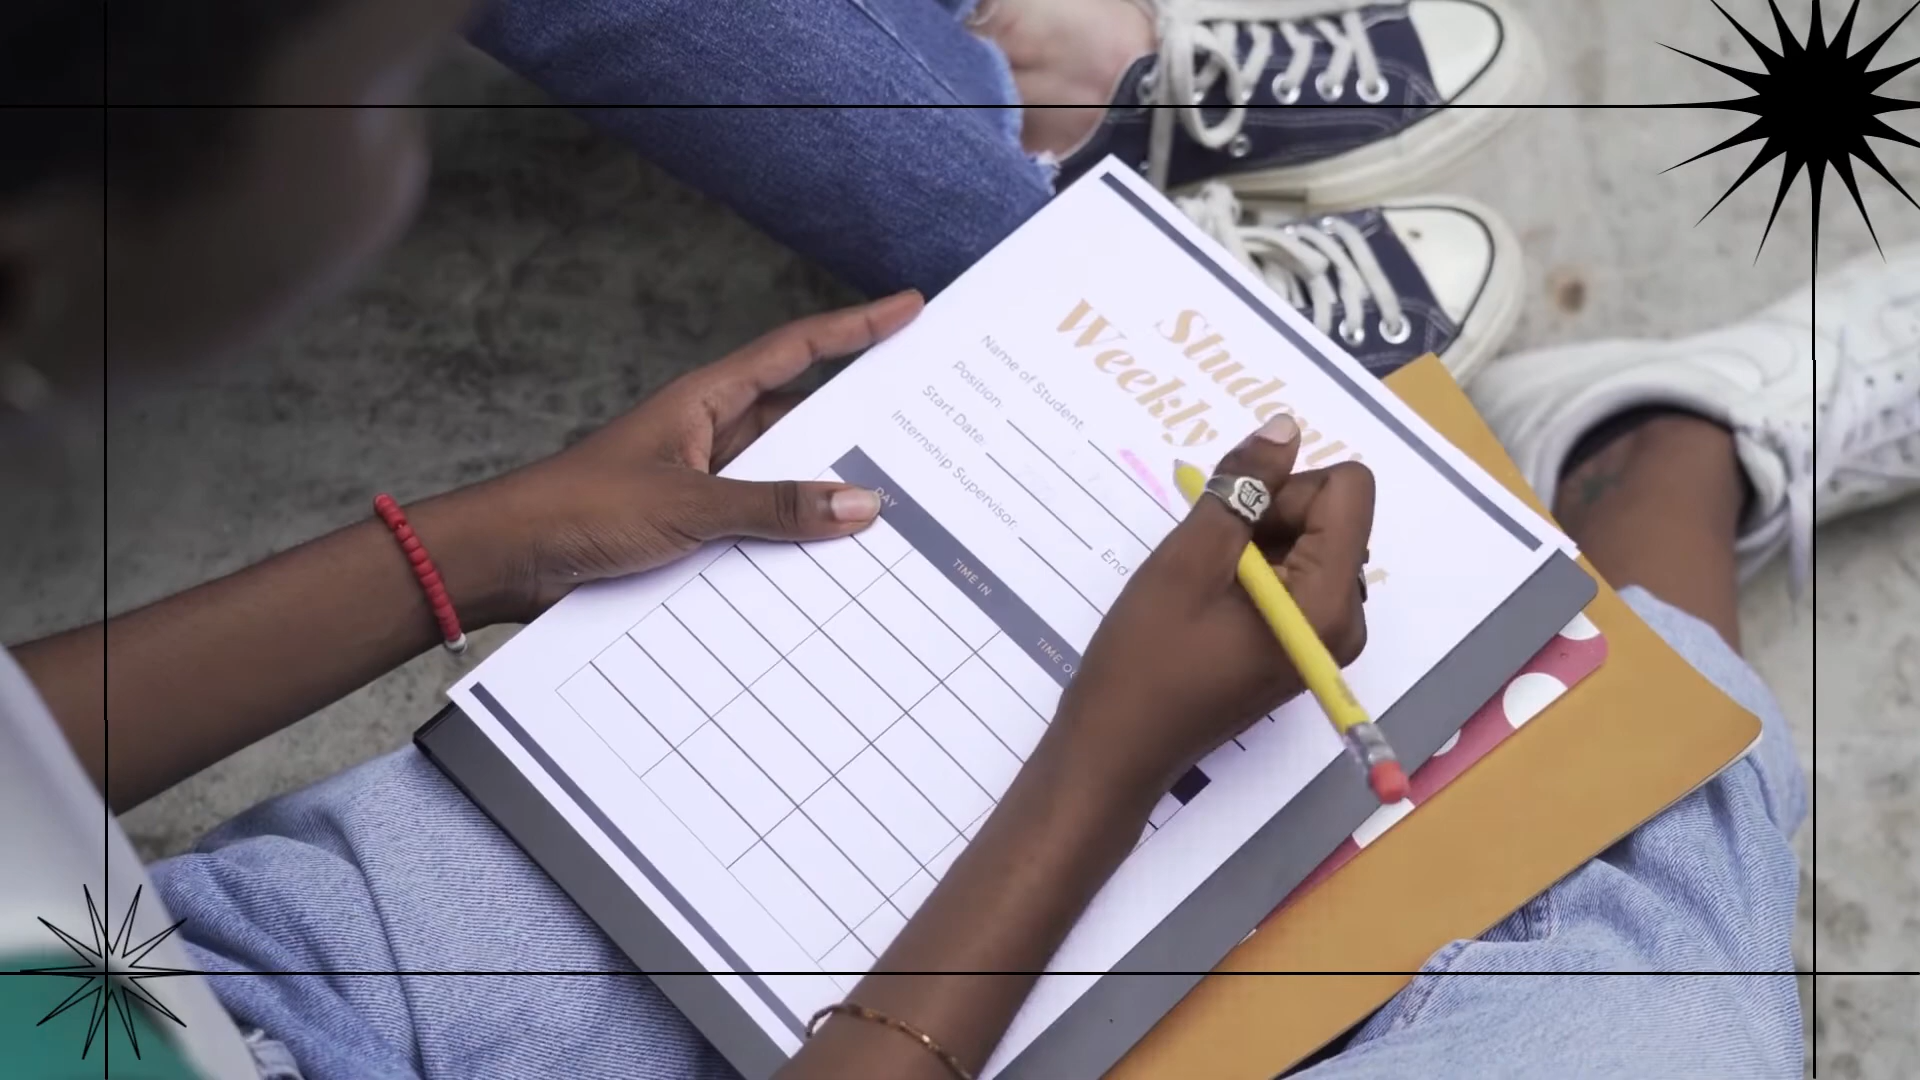 Student
Weekly
Name of Student:
Position:
Start Date:
End
Internship Supervisor:
DAY
TIME IN
TIME OU